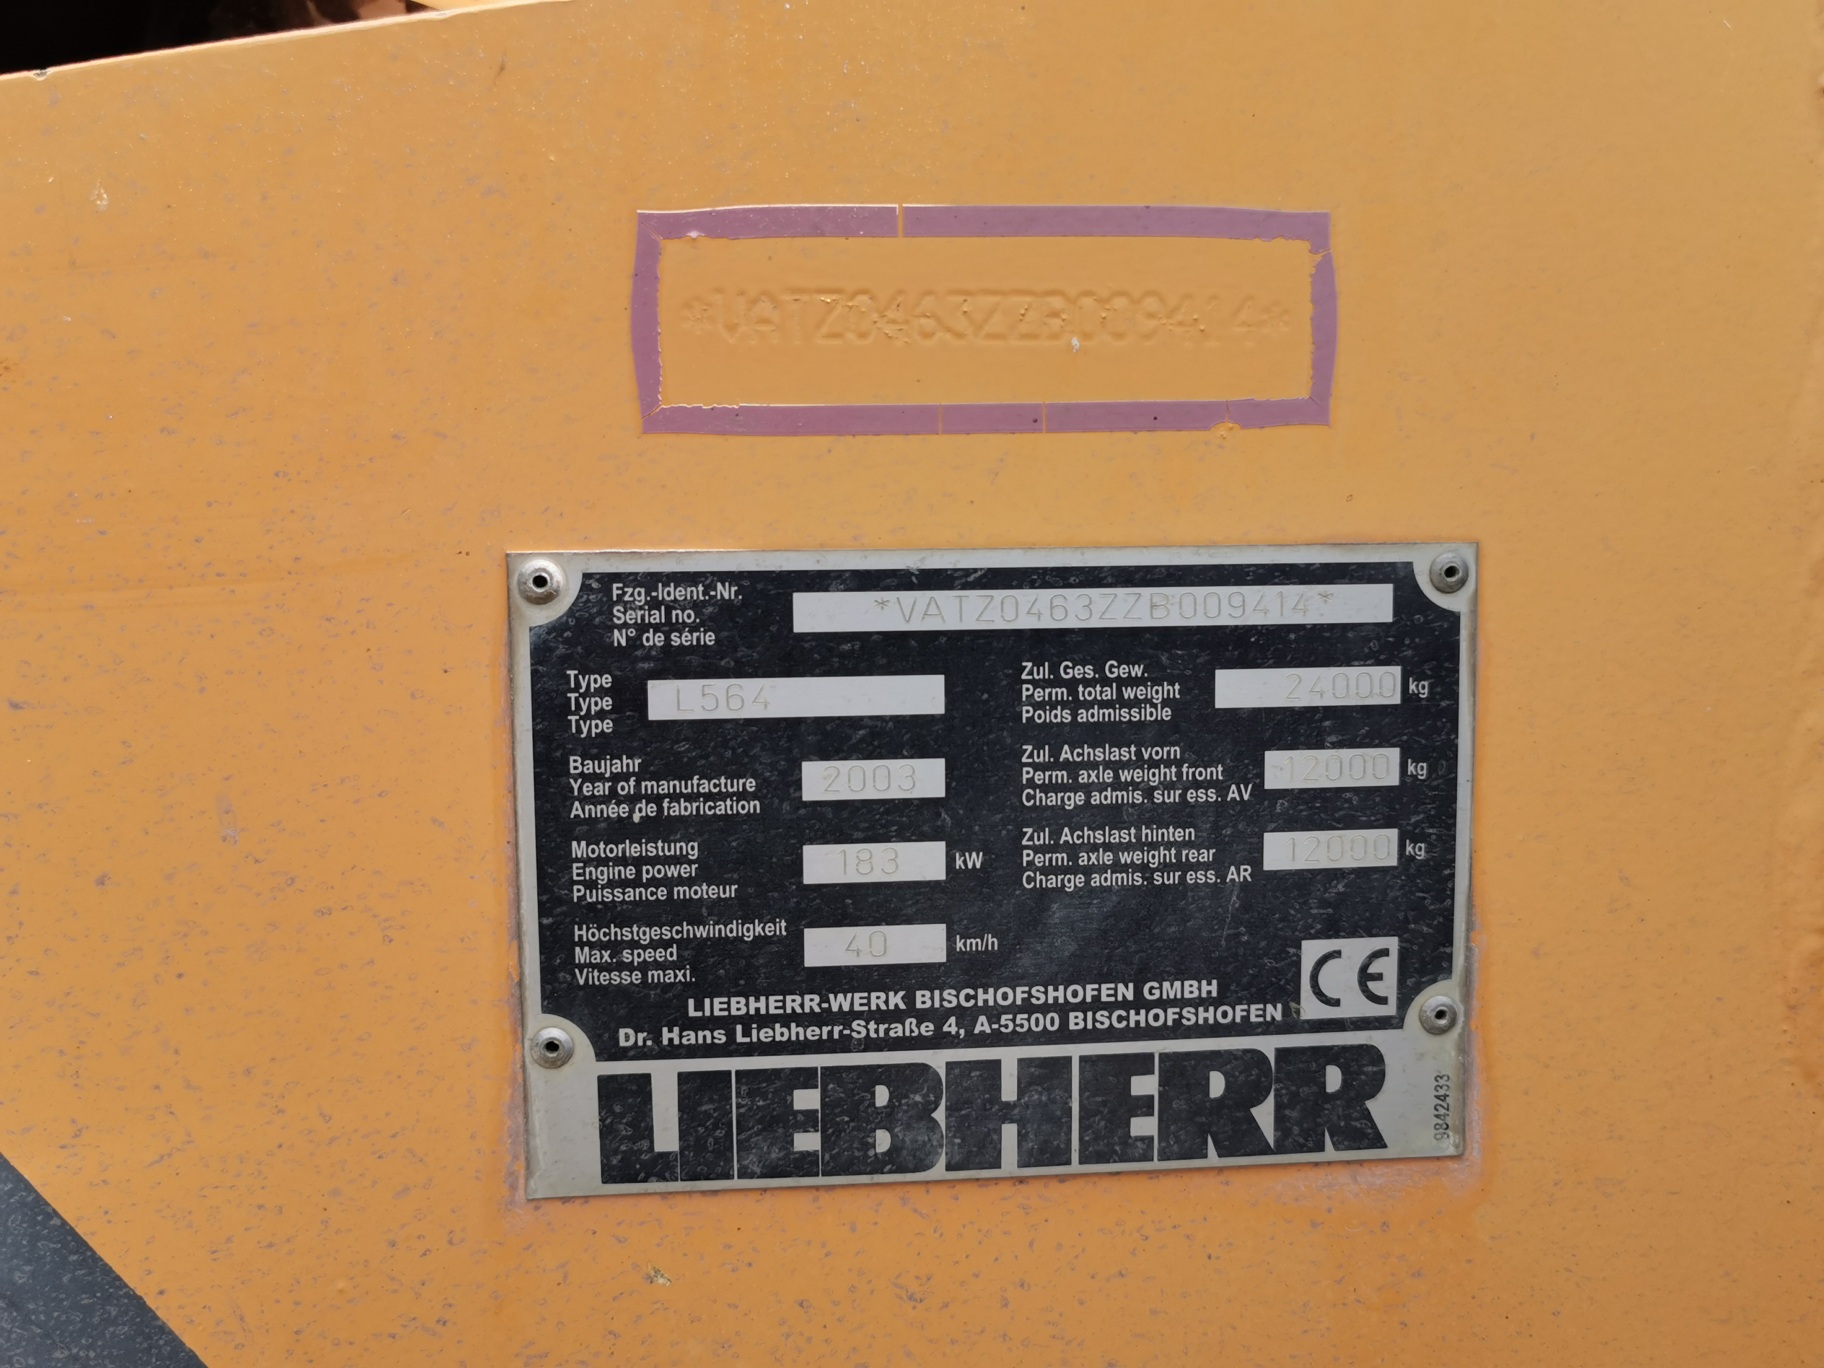 *VATZ0463ZZB009414*
Fzg.-Ident.-Nr.
Serial no.
N° de série
*VATZ0463ZZB009414*
Type
Type
Type
L564
Zul. Ges. Gew.
Perm. total weight
Poids admissible
24000 kg
Baujahr
Year of manufacture
Année de fabrication
2003
Zul. Achslast vorn
Perm. axle weight front
Charge admis. sur ess. AV
12000 kg
Motorleistung
Engine power
Puissance moteur
183 kW
Zul. Achslast hinten
Perm. axle weight rear
Charge admis. sur ess. AR
12000 kg
Höchstgeschwindigkeit
Max. speed
Vitesse maxi.
40 km/h
CE
LIEBHERR-WERK BISCHOFSHOFEN GMBH
Dr. Hans Liebherr-Straße 4, A-5500 BISCHOFSHOFEN
LIEBHERR
9842433